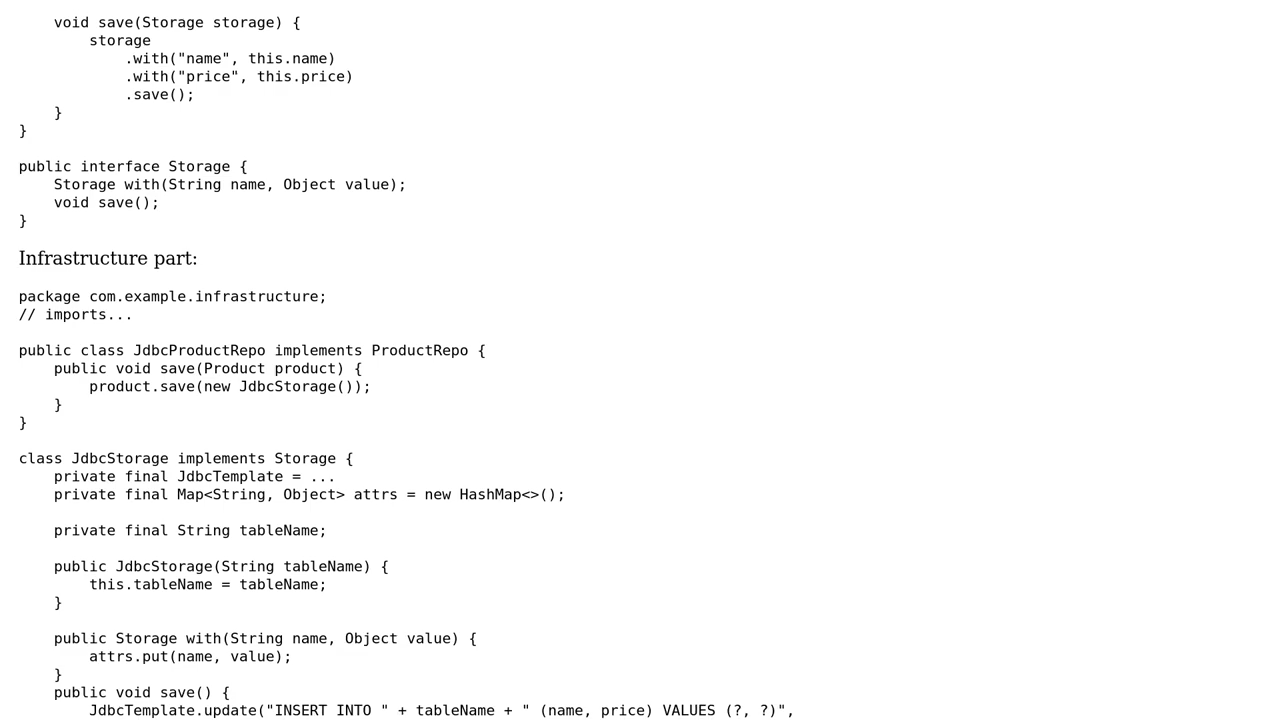 void save(Storage storage) {
storage
.with("name", this.name)
.with("price", this.price)
.save();
}
}
public interface Storage {
Storage with(String name, Object value);
void save();
}
Infrastructure part:
package com.example.infrastructure;
// imports...
public class JdbcProductRepo implements ProductRepo {
public void save(Product product) {
product.save(new JdbcStorage());
}
}
class JdbcStorage implements Storage {
private final JdbcTemplate = ...
private final Map<String, Object> attrs = new HashMap<>();
private final String tableName;
public JdbcStorage(String tableName) {
this.tableName = tableName;
}
public Storage with(String name, Object value) {
attrs.put(name, value);
}
public void save() {
JdbcTemplate.update("INSERT INTO " + tableName + " (name, price) VALUES (?, ?)",